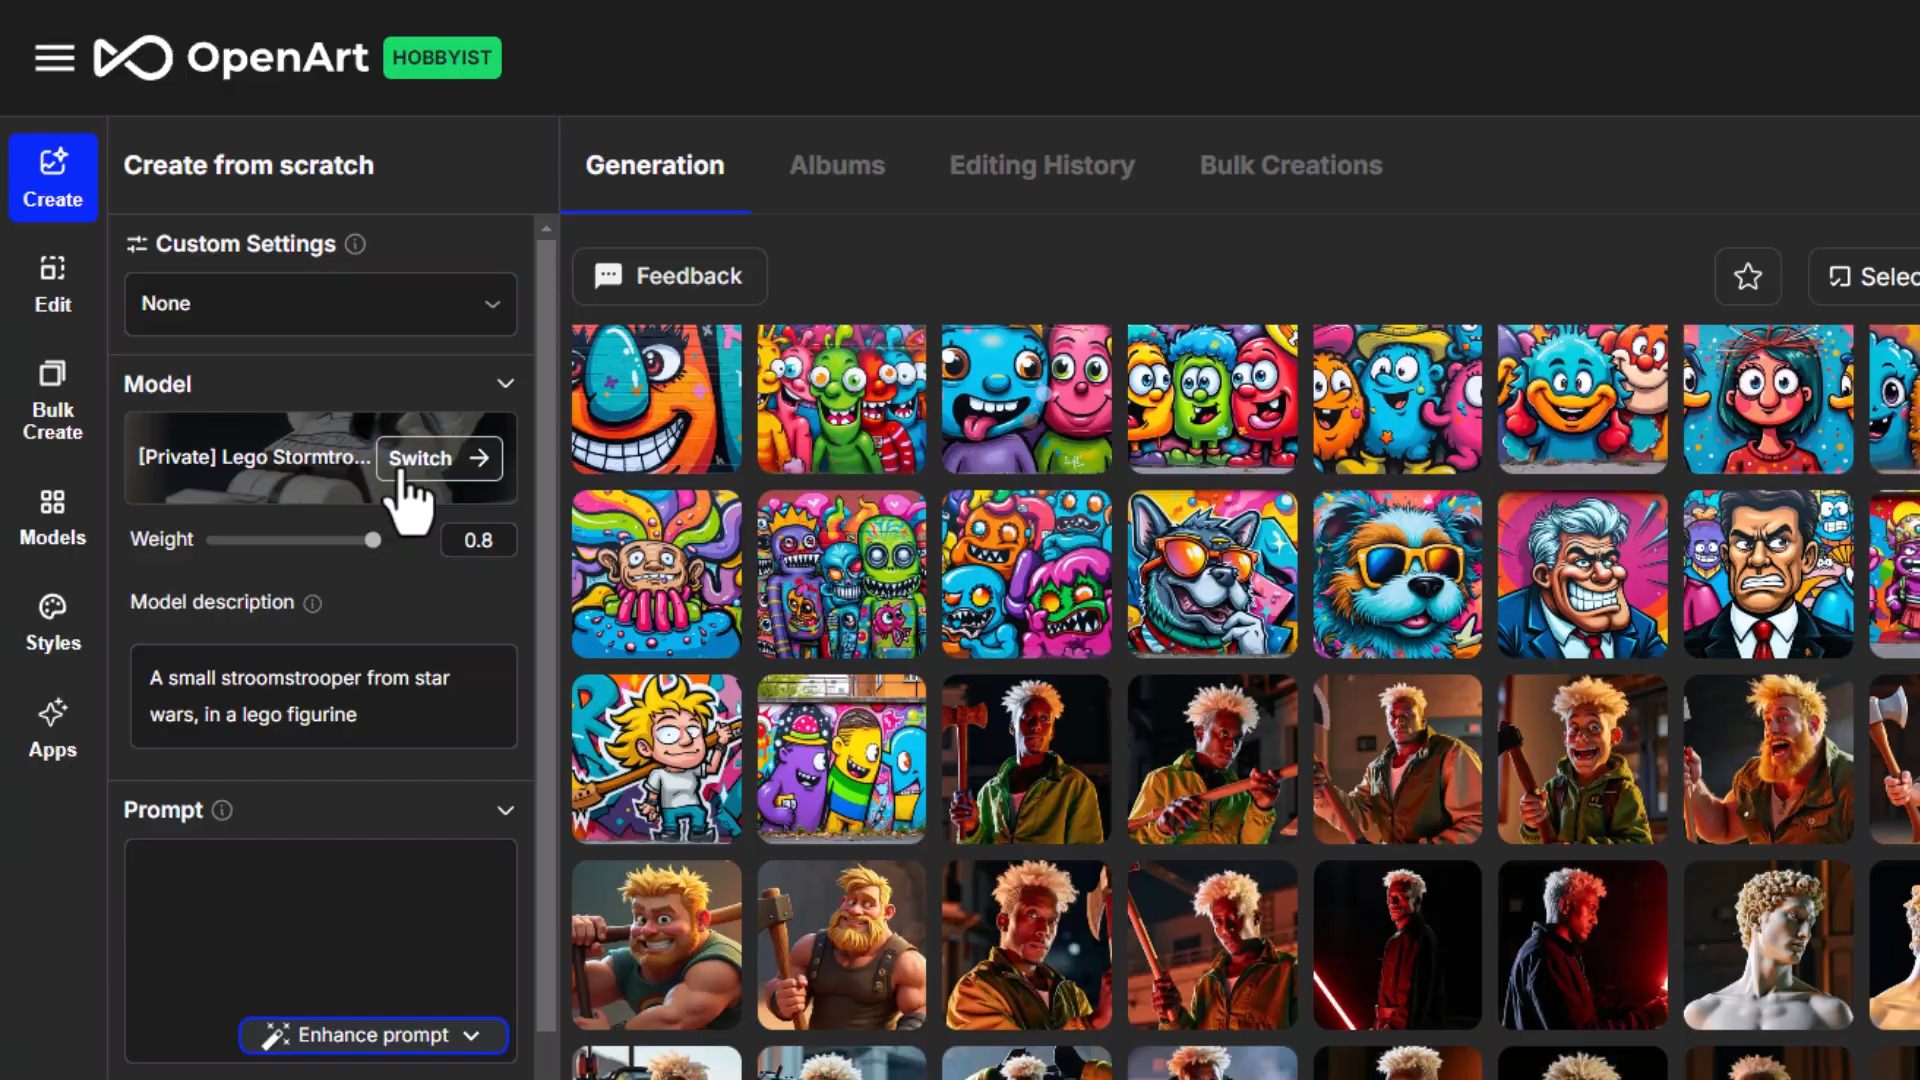 OpenArt HOBBYIST
Create
Edit
Bulk
Create
Models
Styles
Apps
Create from scratch
Custom Settings
None
Model
[Private] Lego Stormtro... Switch
Weight 0.8
Model description
A small stroomstrooper from star
wars, in a lego figurine
Prompt
Enhance prompt
Generation Albums Editing History Bulk Creations
Feedback
Selec